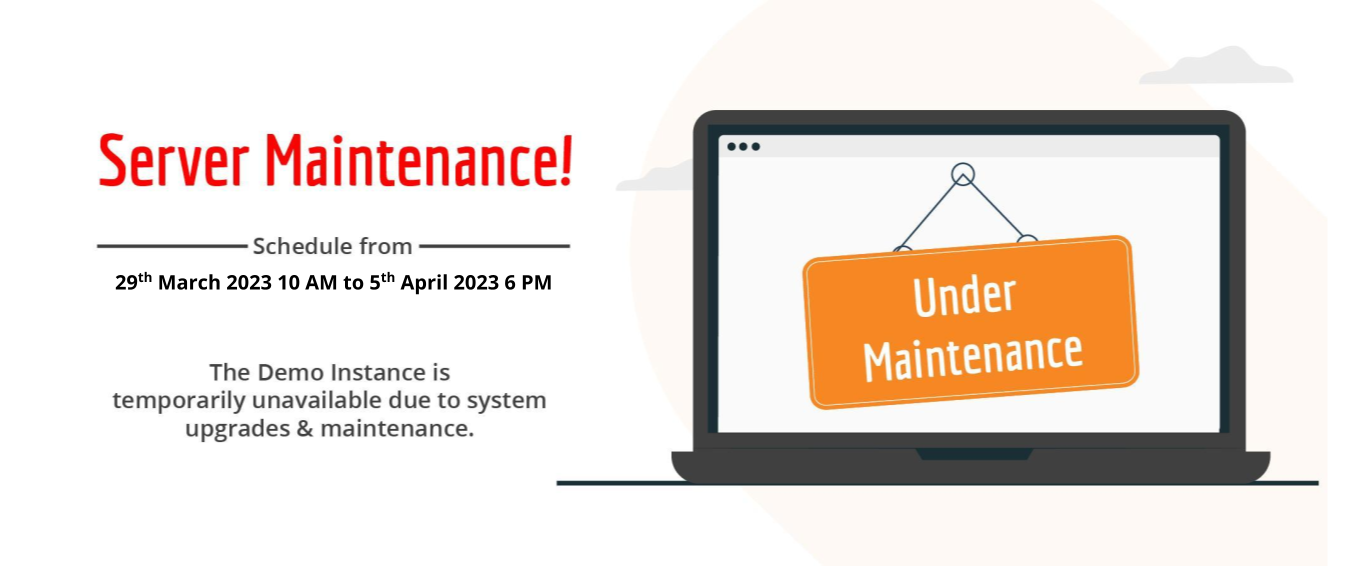 Server Maintenance!
Schedule from
29th March 2023 10 AM to 5th April 2023 6 PM
The Demo Instance is
temporarily unavailable due to system
upgrades & maintenance.
Under
Maintenance